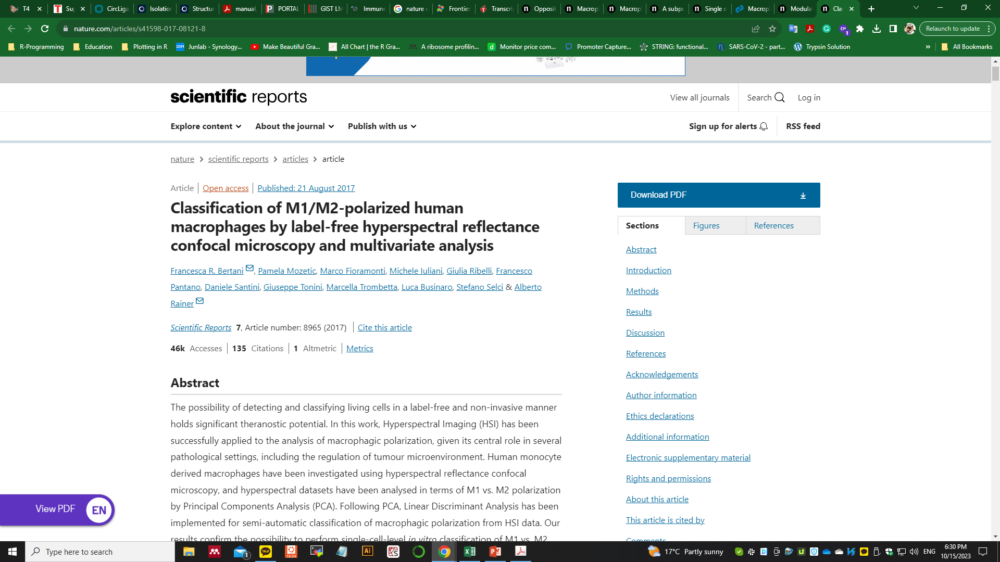 T4
Su
CircLiga
Isolation
Structur
manual_
PORTAL
GIST LM
Immune
nature c
Frontier
Transcri
Opposit
Macrop
Macrop
A subpo
Single c
Macrop
Modula
Clas
nature.com/articles/s41598-017-08121-8
EN
1
Relaunch to update
R-Programming
Education
Plotting in R
DSM
Junlab - Synology...
Make Beautiful Gra...
All Chart | the R Gra...
A ribosome profilin...
Monitor price com...
Promoter Capture...
STRING: functional...
SARS-CoV-2 - part...
Trypsin Solution
»
All Bookmarks
scientific reports
View all journals
Search
Log in
Explore content
About the journal
Publish with us
Sign up for alerts
RSS feed
nature > scientific reports > articles > article
Article | Open access | Published: 21 August 2017
Classification of M1/M2-polarized human
macrophages by label-free hyperspectral reflectance
confocal microscopy and multivariate analysis
Francesca R. Bertani, Pamela Mozetic, Marco Fioramonti, Michele Iuliani, Giulia Ribelli, Francesco
Pantano, Daniele Santini, Giuseppe Tonini, Marcella Trombetta, Luca Businaro, Stefano Selci & Alberto
Rainer
Scientific Reports 7, Article number: 8965 (2017) | Cite this article
46k Accesses | 135 Citations | 1 Altmetric | Metrics
Abstract
The possibility of detecting and classifying living cells in a label-free and non-invasive manner
holds significant theranostic potential. In this work, Hyperspectral Imaging (HSI) has been
successfully applied to the analysis of macrophagic polarization, given its central role in several
pathological settings, including the regulation of tumour microenvironment. Human monocyte
derived macrophages have been investigated using hyperspectral reflectance confocal
microscopy, and hyperspectral datasets have been analysed in terms of M1 vs. M2 polarization
by Principal Components Analysis (PCA). Following PCA, Linear Discriminant Analysis has been
implemented for semi-automatic classification of macrophagic polarization from HSI data. Our
results confirm the possibility to perform single-cell-level in vitro classification of M1 vs. M2
Download PDF
Sections
Figures
References
Abstract
Introduction
Methods
Results
Discussion
References
Acknowledgements
Author information
Ethics declarations
Additional information
Electronic supplementary material
Rights and permissions
About this article
This article is cited by
Comments
View PDF
EN
Type here to search
1
TALK
18.04
Ai
17°C Partly sunny
ENG
6:30 PM
10/15/2023